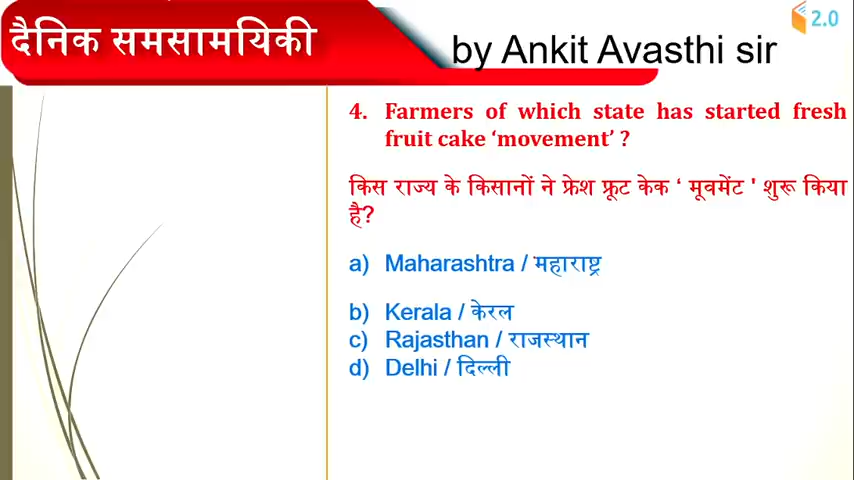 दैनिक समसामयिकी
by Ankit Avasthi sir
2.0
4. Farmers of which state has started fresh
fruit cake ‘movement’ ?
किस राज्य के किसानों ने फ्रेश फ्रूट केक ‘ मूवमेंट ' शुरू किया
है?
a) Maharashtra / महाराष्ट्र
b) Kerala / केरल
c) Rajasthan / राजस्थान
d) Delhi / दिल्ली